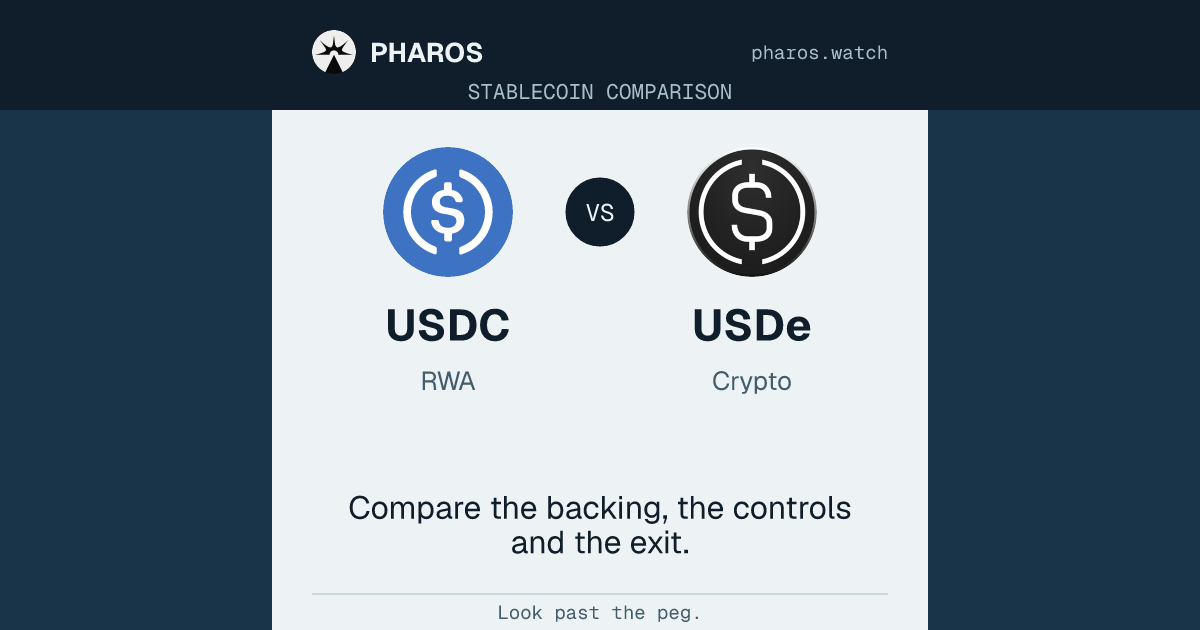 PHAROS
pharos.watch
STABLECOIN COMPARISON
$
VS
$
USDC
USDe
RWA
Crypto
Compare the backing, the controls
and the exit.
Look past the peg.